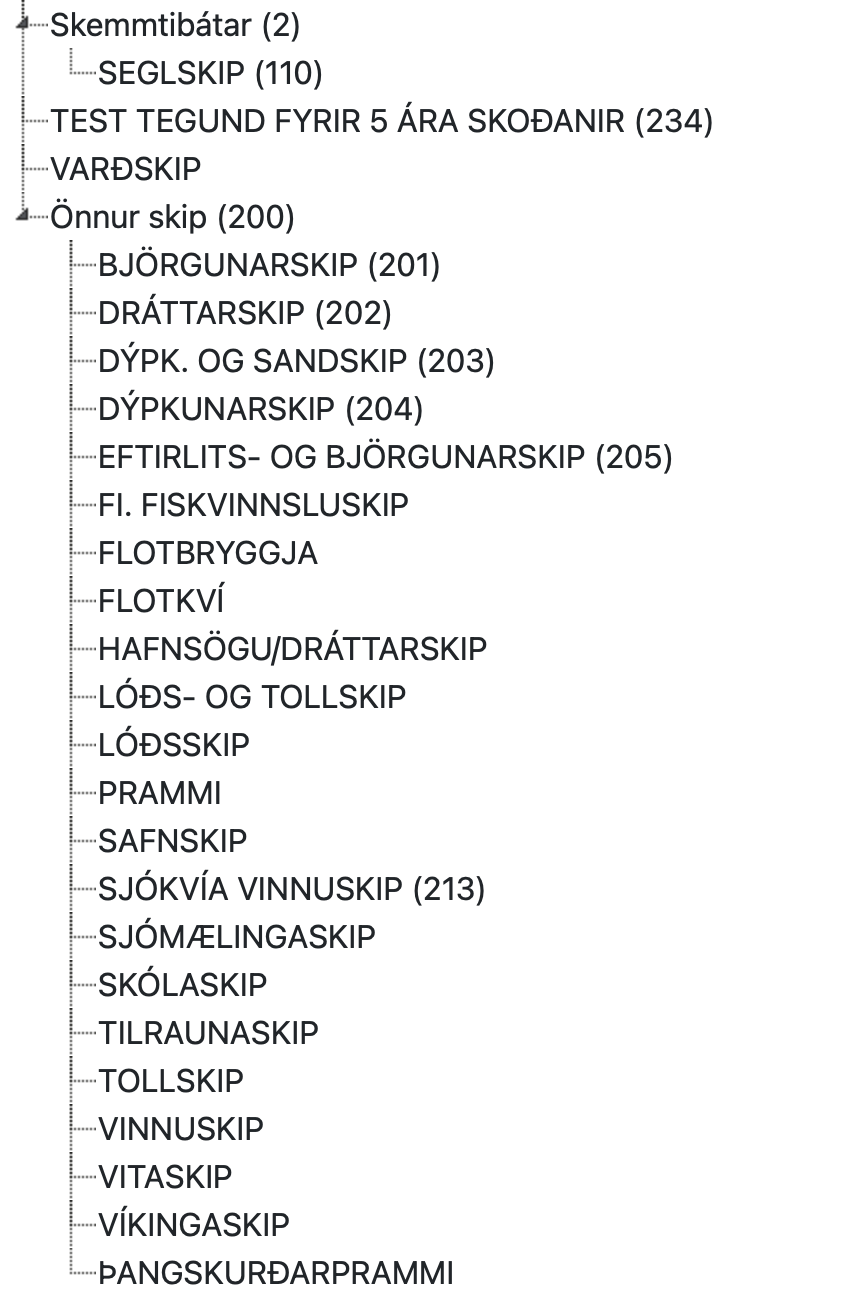 Skemmtibátar (2)
SEGLSKIP (110)
TEST TEGUND FYRIR 5 ÁRA SKOÐANIR (234)
VARÐSKIP
Önnur skip (200)
BJÖRGUNARSKIP (201)
DRÁTTARSKIP (202)
DÝPK. OG SANDSKIP (203)
DÝPKUNARSKIP (204)
EFTIRLITS- OG BJÖRGUNARSKIP (205)
FI. FISKVINNSLUSKIP
FLOTBRYGGJA
FLOTKVÍ
HAFNSÖGU/DRÁTTARSKIP
LÓÐS- OG TOLLSKIP
LÓÐSSKIP
PRAMMI
SAFNSKIP
SJÓKVÍA VINNUSKIP (213)
SJÓMÆLINGASKIP
SKÓLASKIP
TILRAUNASKIP
TOLLSKIP
VINNUSKIP
VITASKIP
VÍKINGASKIP
ÞANGSKURÐARPRAMMI